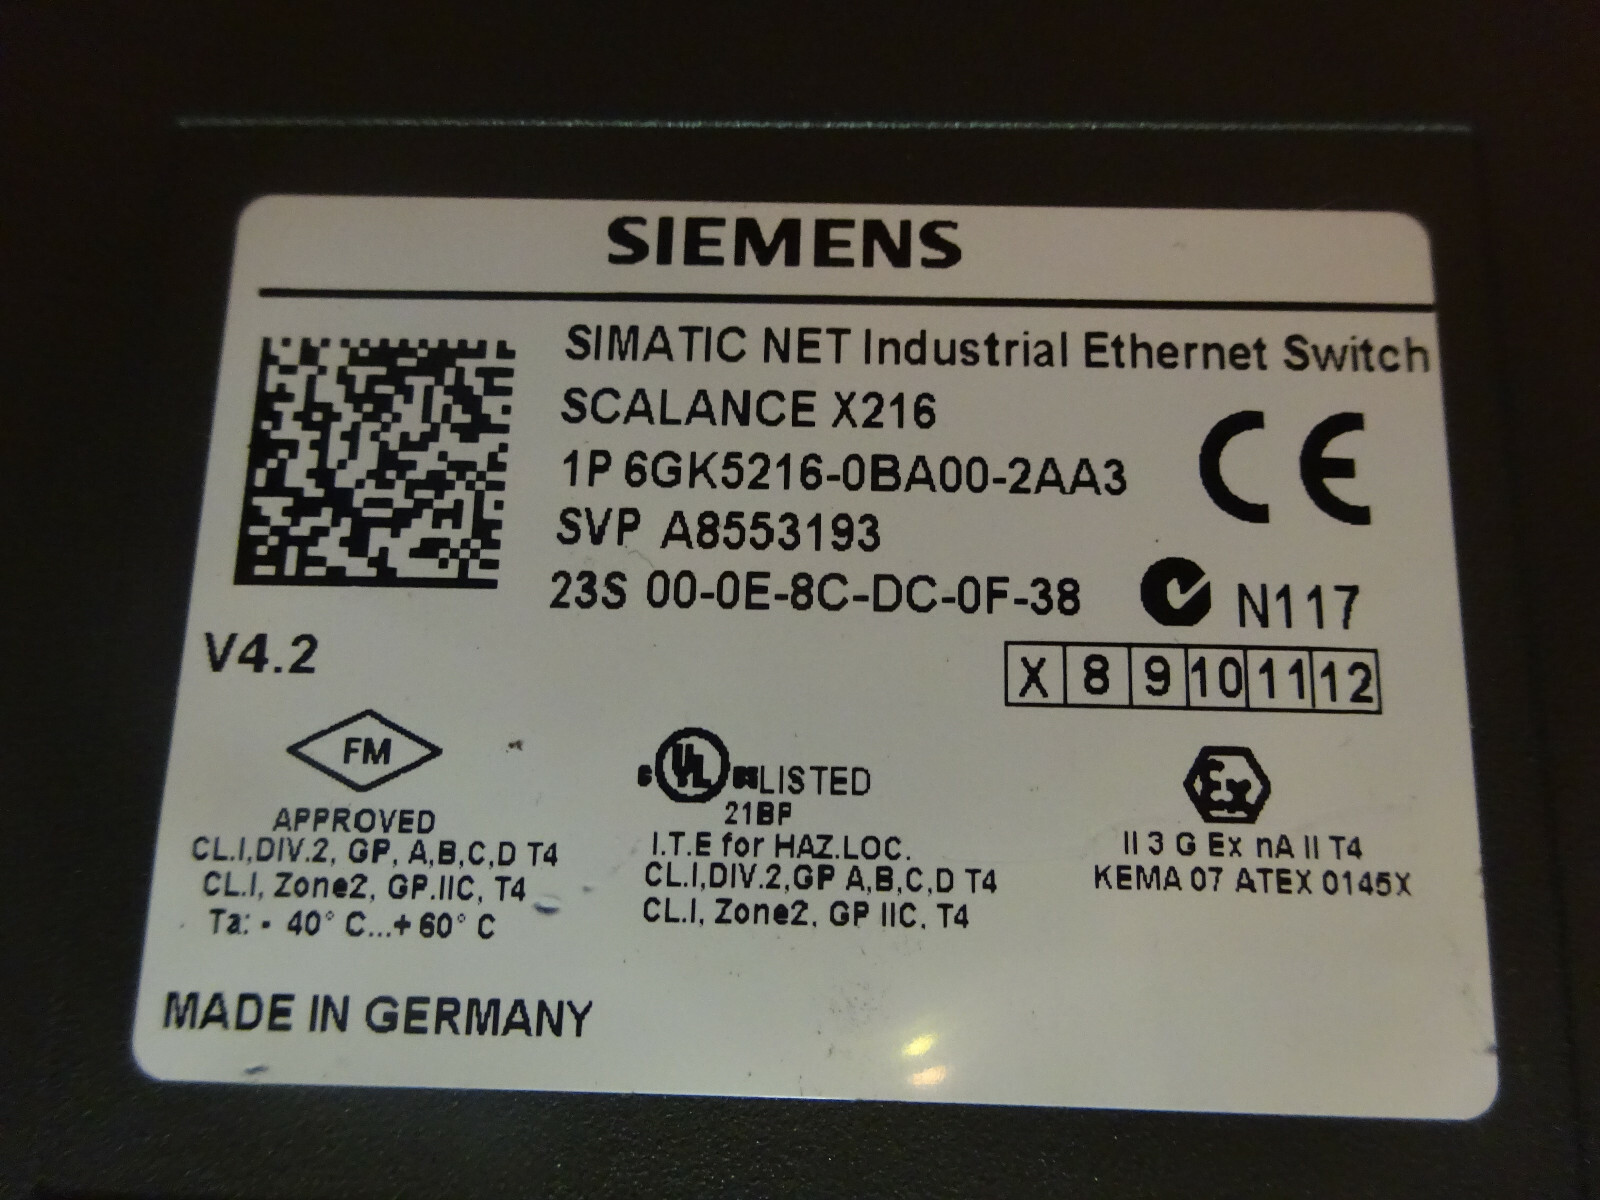 SIEMENS
SIMATIC NET Industrial Ethernet Switch
SCALANCE X216
1P 6GK5216-0BA00-2AA3
SVP A8553193
23S 00-0E-8C-DC-0F-38
CE
N117
V4.2
X 8 9 10 11 12
FM
APPROVED
CL.I,DIV.2, GP, A,B,C,D T4
CL.I, Zone2, GP.IIC, T4
Ta: - 40° C...+ 60° C
UL LISTED
21BP
I.T.E for HAZ.LOC.
CL.I,DIV.2,GP A,B,C,D T4
CL.I, Zone2, GP IIC, T4
Ex
II 3 G Ex nA II T4
KEMA 07 ATEX 0145X
MADE IN GERMANY